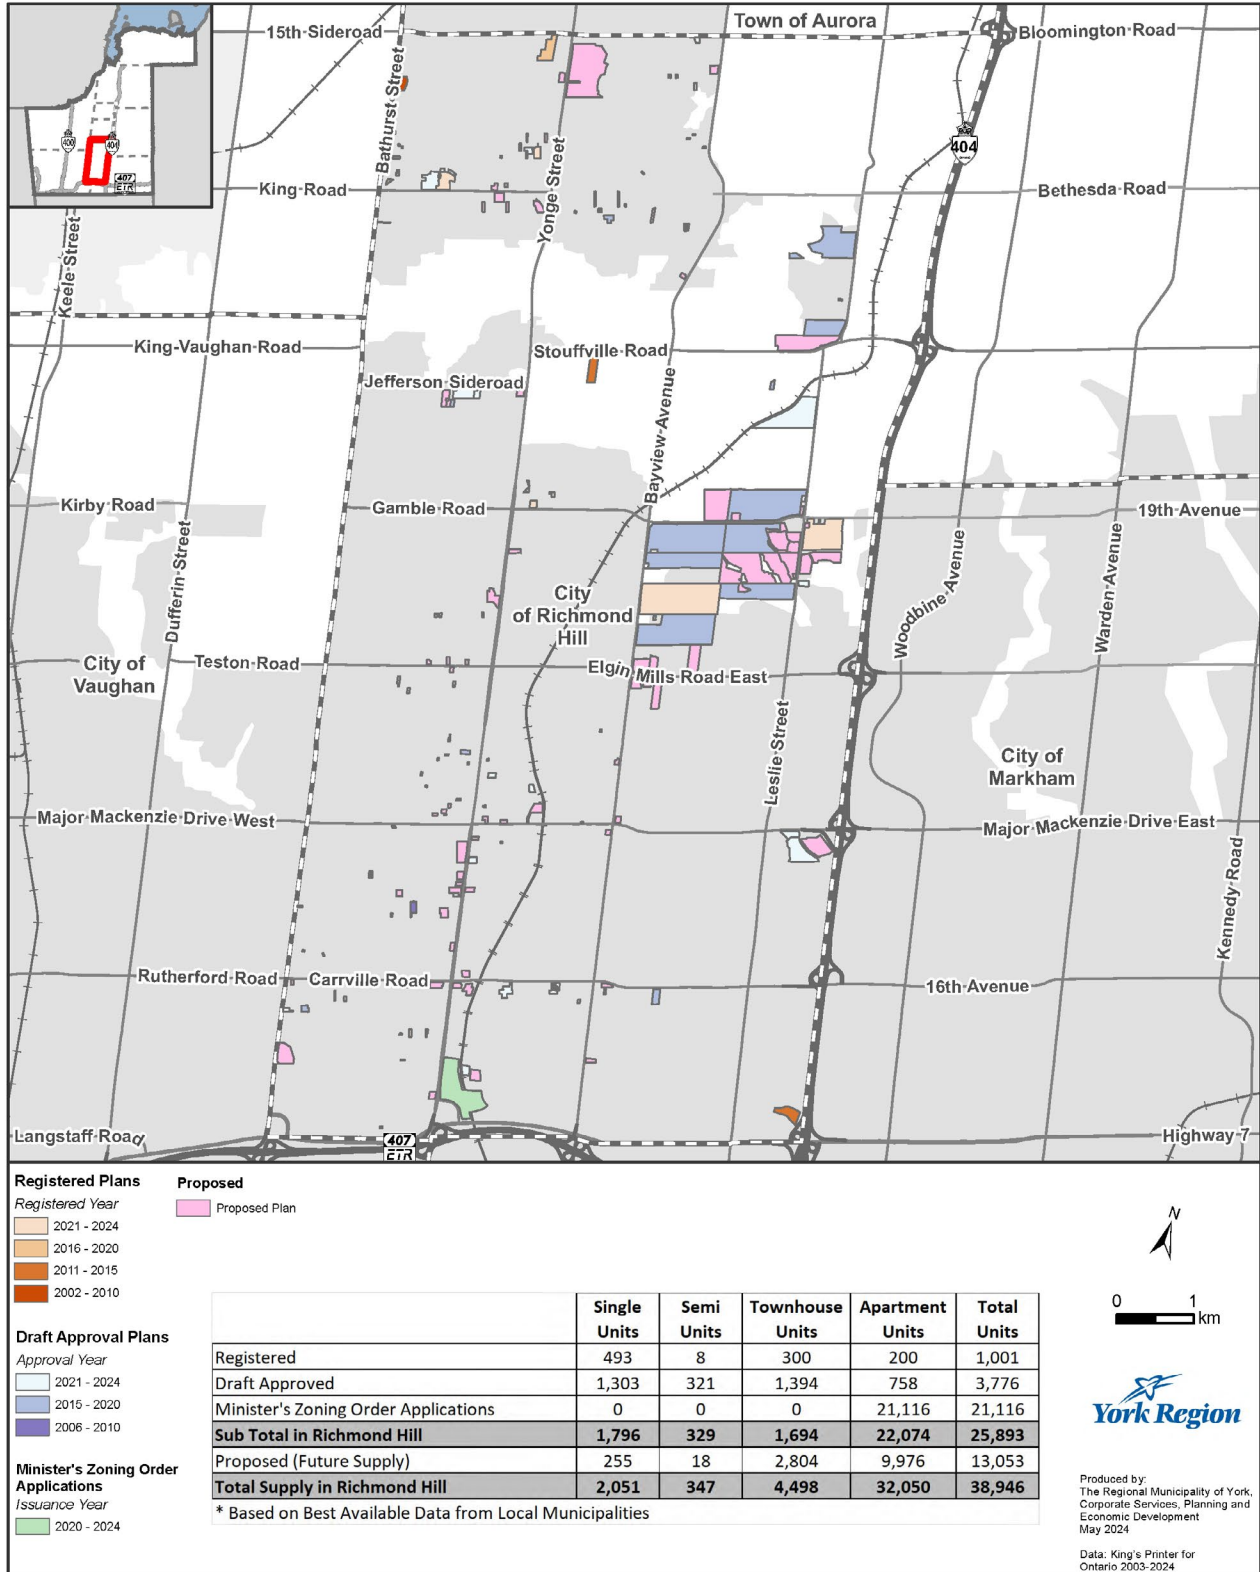 Town of Aurora
15th Sideroad
Bloomington Road
Bathurst Street
400
404
407
ETR
404
King Road
Yonge Street
Bethesda Road
Keele Street
King-Vaughan Road
Stouffville Road
Jefferson Sideroad
Bayview Avenue
Kirby Road
Gamble Road
19th Avenue
Dufferin Street
Woodbine Avenue
Warden Avenue
City
of Richmond
Hill
City of
Vaughan
Teston Road
Elgin Mills Road East
Leslie Street
City of
Markham
Major Mackenzie Drive West
Major Mackenzie Drive East
Kennedy Road
Rutherford Road
Carrville Road
16th Avenue
Langstaff Road
407
ETR
Highway 7
Registered Plans
Registered Year
2021 - 2024
2016 - 2020
2011 - 2015
2002 - 2010
Proposed
Proposed Plan
Draft Approval Plans
Approval Year
2021 - 2024
2015 - 2020
2006 - 2010
Minister's Zoning Order
Applications
Issuance Year
2020 - 2024
Single Units Semi Units Townhouse Units Apartment Units Total Units
Registered 493 8 300 200 1,001
Draft Approved 1,303 321 1,394 758 3,776
Minister's Zoning Order Applications 0 0 0 21,116 21,116
Sub Total in Richmond Hill 1,796 329 1,694 22,074 25,893
Proposed (Future Supply) 255 18 2,804 9,976 13,053
Total Supply in Richmond Hill 2,051 347 4,498 32,050 38,946
* Based on Best Available Data from Local Municipalities
N
0 1
km
York Region
Produced by:
The Regional Municipality of York,
Corporate Services, Planning and
Economic Development
May 2024
Data: King's Printer for
Ontario 2003-2024